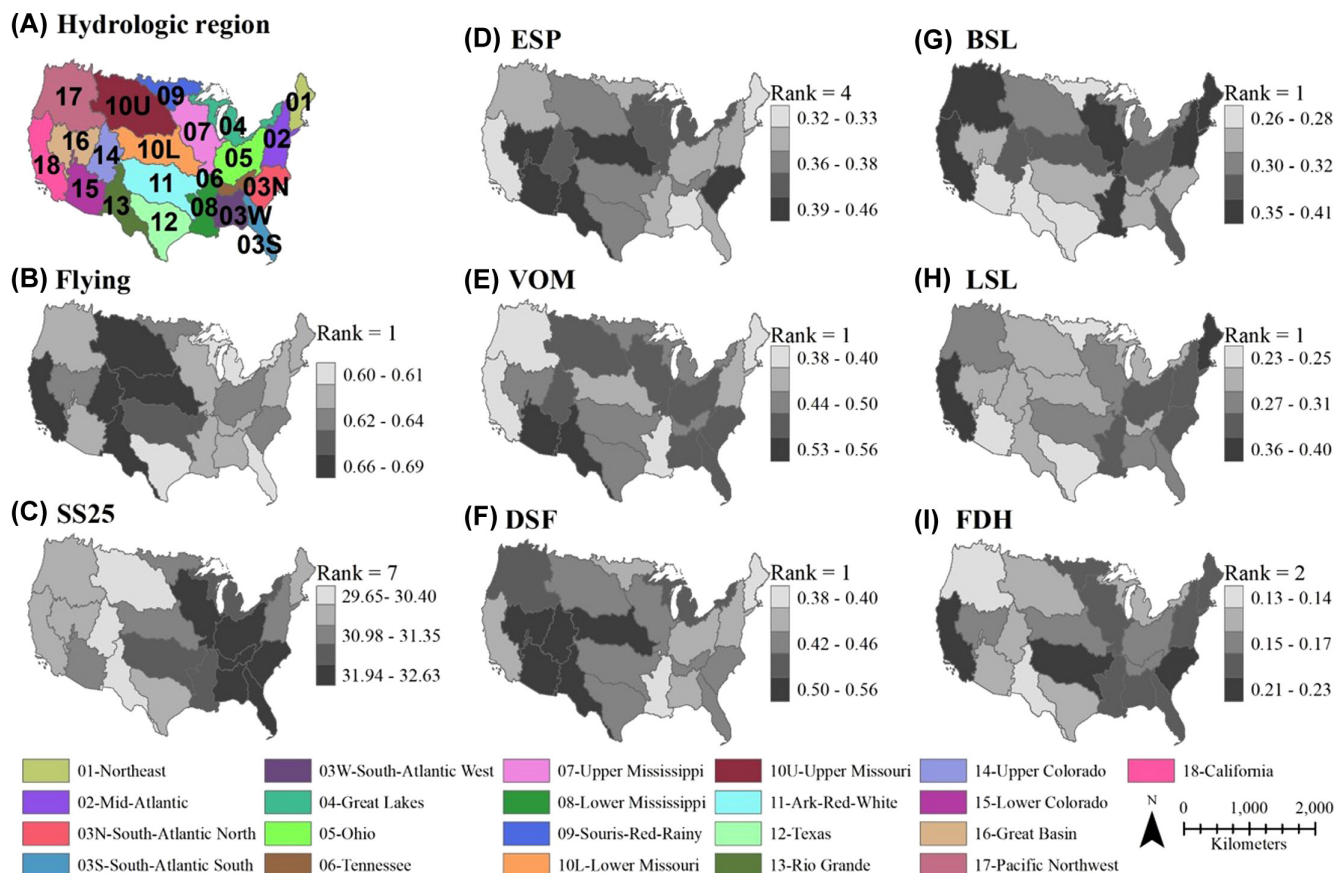 (A) Hydrologic region
17
10U
09
01
04
02
07
16
14
10L
05
18
15
11
06
03N
13
12
08
03W
03S
(B) Flying
Rank = 1
0.60 - 0.61
0.62 - 0.64
0.66 - 0.69
(C) SS25
Rank = 7
29.65- 30.40
30.98 - 31.35
31.94 - 32.63
(D) ESP
Rank = 4
0.32 - 0.33
0.36 - 0.38
0.39 - 0.46
(E) VOM
Rank = 1
0.38 - 0.40
0.44 - 0.50
0.53 - 0.56
(F) DSF
Rank = 1
0.38 - 0.40
0.42 - 0.46
0.50 - 0.56
(G) BSL
Rank = 1
0.26 - 0.28
0.30 - 0.32
0.35 - 0.41
(H) LSL
Rank = 1
0.23 - 0.25
0.27 - 0.31
0.36 - 0.40
(I) FDH
Rank = 2
0.13 - 0.14
0.15 - 0.17
0.21 - 0.23
01-Northeast
02-Mid-Atlantic
03N-South-Atlantic North
03S-South-Atlantic South
03W-South-Atlantic West
04-Great Lakes
05-Ohio
06-Tennessee
07-Upper Mississippi
08-Lower Mississippi
09-Souris-Red-Rainy
10L-Lower Missouri
10U-Upper Missouri
11-Ark-Red-White
12-Texas
13-Rio Grande
14-Upper Colorado
15-Lower Colorado
16-Great Basin
17-Pacific Northwest
18-California
N
0 1,000 2,000
Kilometers